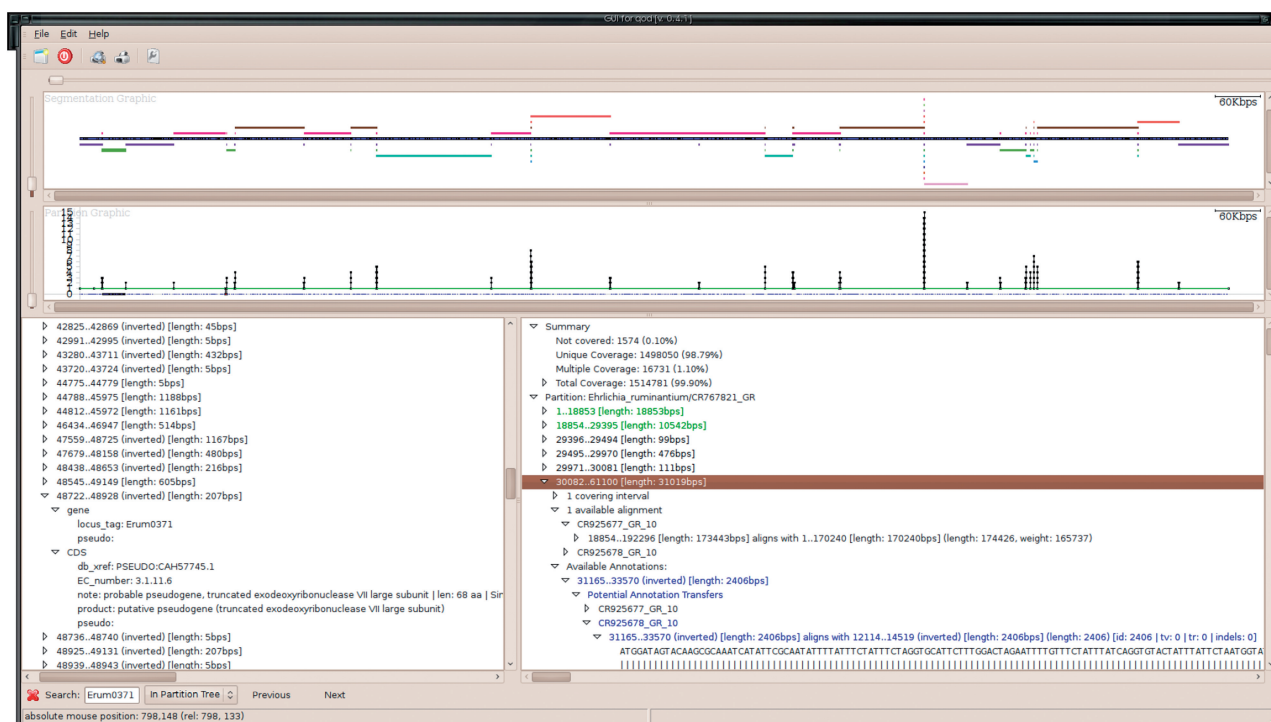 GUI for qod [v. 0.4.1]
File Edit Help
Segmentation Graphic
60Kbps
Partition Graphic
60Kbps
42825..42869 (inverted) [length: 45bps]
42991..42995 (inverted) [length: 5bps]
43280..43711 (inverted) [length: 432bps]
43720..43724 (inverted) [length: 5bps]
44775..44779 [length: 5bps]
44788..45975 [length: 1188bps]
44812..45972 [length: 1161bps]
46434..46947 [length: 514bps]
47559..48725 (inverted) [length: 1167bps]
47679..48158 (inverted) [length: 480bps]
48438..48653 (inverted) [length: 216bps]
48545..49149 [length: 605bps]
48722..48928 (inverted) [length: 207bps]
gene
locus_tag: Erum0371
pseudo:
CDS
db_xref: PSEUDO:CAH57745.1
EC_number: 3.1.11.6
note: probable pseudogene, truncated exodeoxyribonuclease VII large subunit | len: 68 aa | Sir
product: putative pseudogene (truncated exodeoxyribonuclease VII large subunit)
pseudo:
48736..48740 (inverted) [length: 5bps]
48925..49131 (inverted) [length: 207bps]
48939..48943 (inverted) [length: 5bps]
Summary
Not covered: 1574 (0.10%)
Unique Coverage: 1498050 (98.79%)
Multiple Coverage: 16731 (1.10%)
Total Coverage: 1514781 (99.90%)
Partition: Ehrlichia_ruminantium/CR767821_GR
1..18853 [length: 18853bps]
18854..29395 [length: 10542bps]
29396..29494 [length: 99bps]
29495..29970 [length: 476bps]
29971..30081 [length: 111bps]
30082..61100 [length: 31019bps]
1 covering interval
1 available alignment
CR925677_GR_10
18854..192296 [length: 173443bps] aligns with 1..170240 [length: 170240bps] (length: 174426, weight: 165737)
CR925678_GR_10
Available Annotations:
31165..33570 (inverted) [length: 2406bps]
Potential Annotation Transfers
CR925677_GR_10
CR925678_GR_10
31165..33570 (inverted) [length: 2406bps] aligns with 12114..14519 (inverted) [length: 2406bps] (length: 2406) [id: 2406 | tv: 0 | tr: 0 | indels: 0]
ATGGATAGTACAAGCGCAAATCATATTCGCAATATTTTATTTCTATTTCTAGGTGCATTCTTTGGACTAGAATTTTGTTTCTATTTATCAGGTGTACTATTTATTCTAATGGTA
Search: Erum0371 In Partition Tree Previous Next
absolute mouse position: 798,148 (rel: 798, 133)